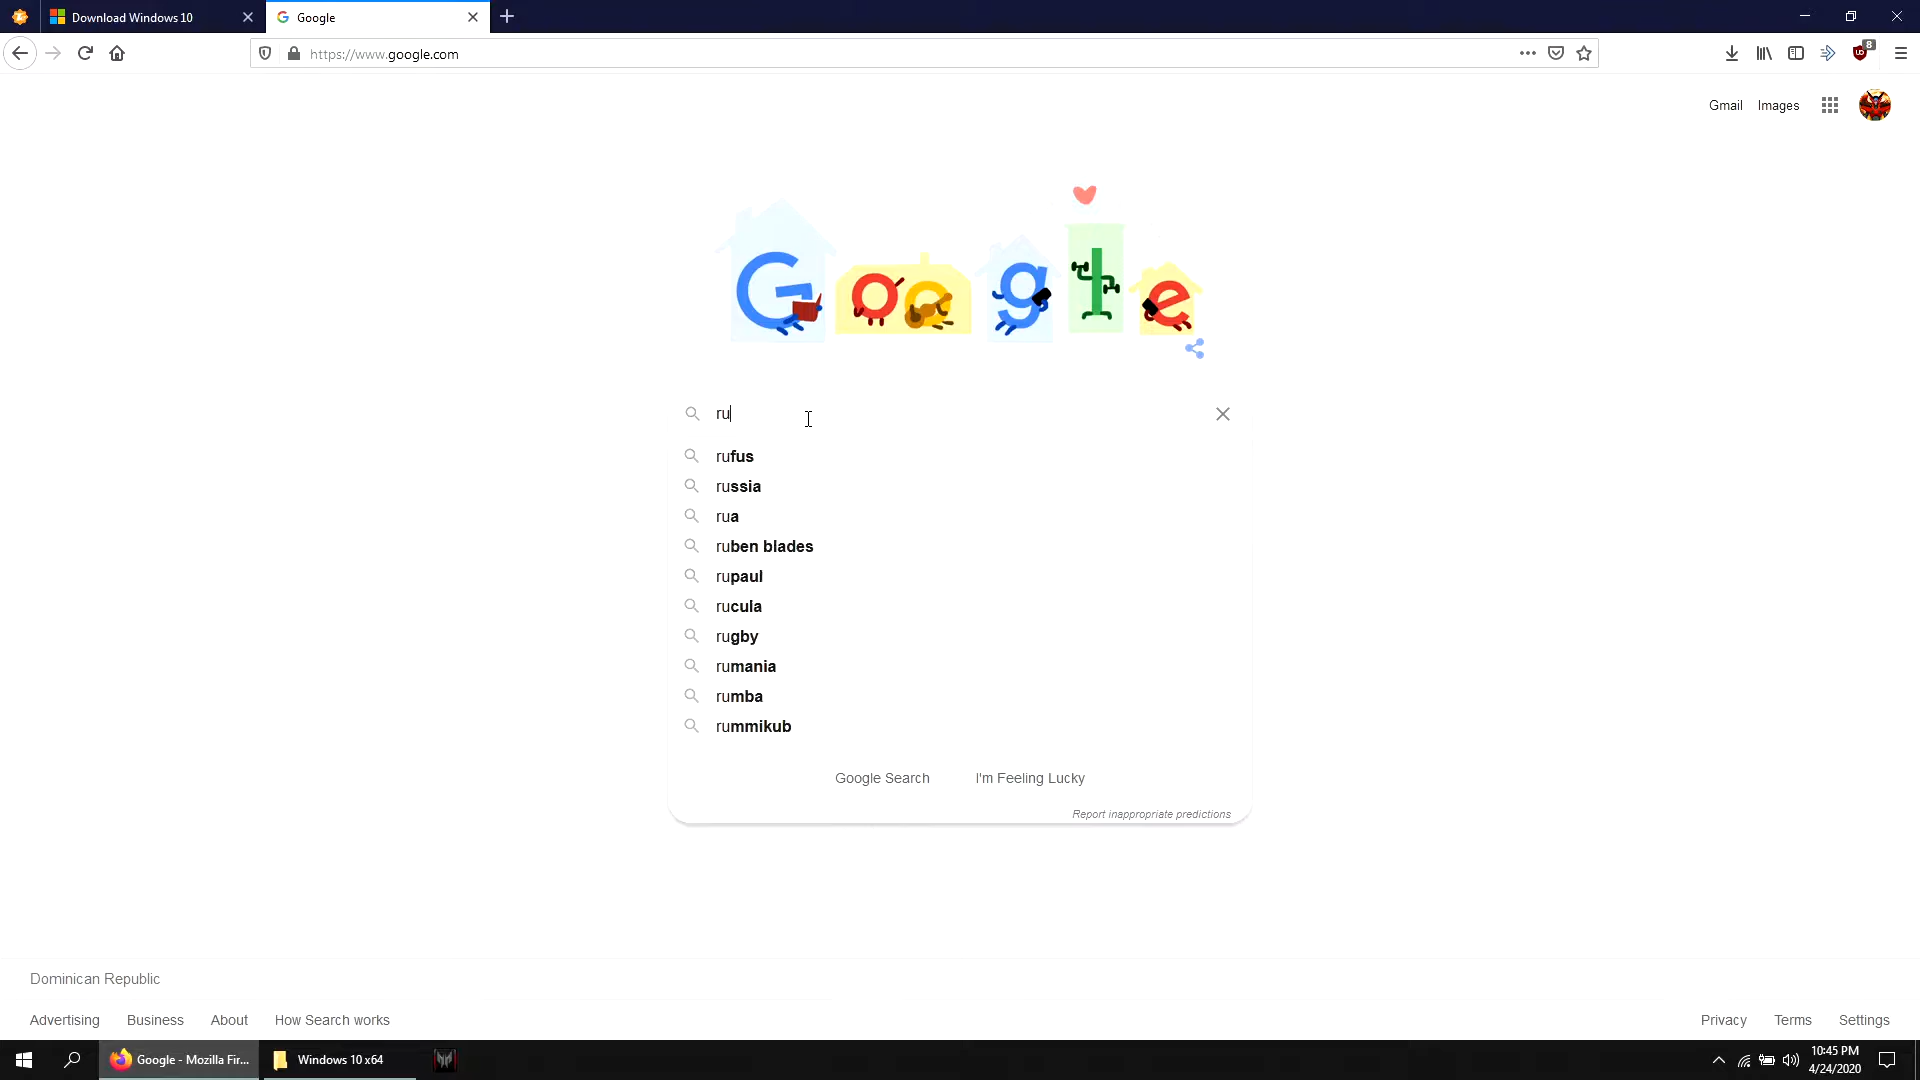 Download Windows 10
Google
https://www.google.com
8
Gmail Images
Google
ru
rufus
russia
rua
ruben blades
rupaul
rucula
rugby
rumania
rumba
rummikub
Google Search I'm Feeling Lucky
Report inappropriate predictions
Dominican Republic
Advertising Business About How Search works
Privacy Terms Settings
Google - Mozilla Fir... Windows 10 x64
10:45 PM
4/24/2020